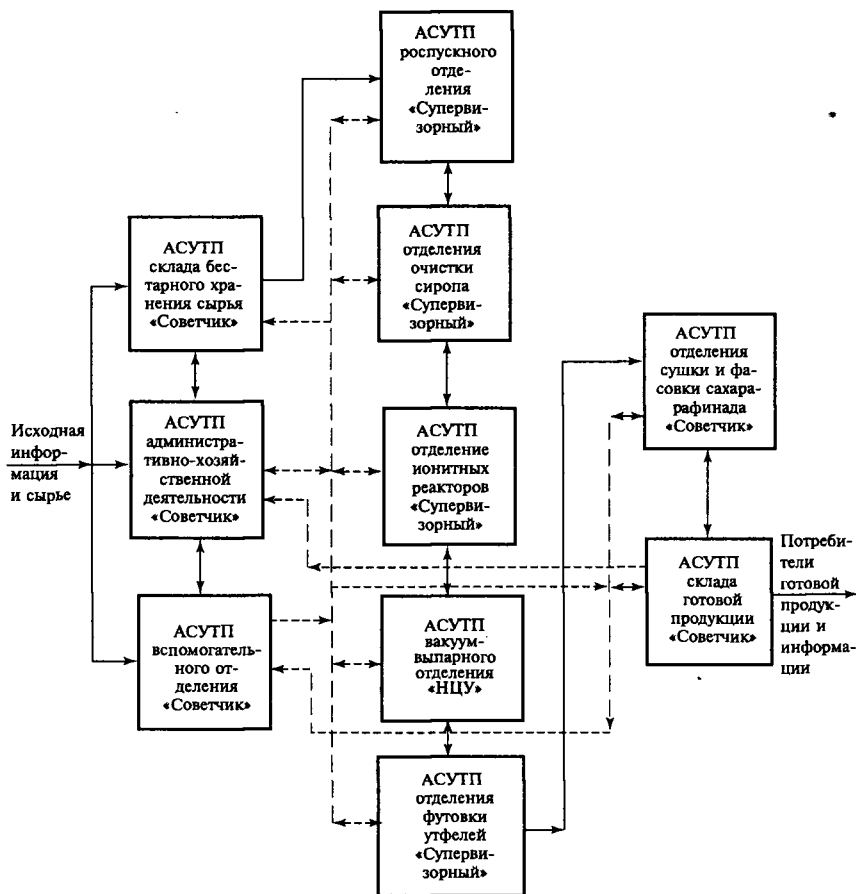 АСУТП
роспускного
отде-
ления
«Суперви-
зорный»
АСУТП
склада бес-
тарного хра-
нения сырья
«Советчик»
АСУТП
отделения
очистки
сиропа
«Суперви-
зорный»
АСУТП
отделения
сушки и фа-
совки сахара-
рафинада
«Советчик»
Исходная
инфор-
мация
и сырье
АСУТП
администра-
тивно-хозяй-
ственной
деятельности
«Советчик»
АСУТП
отделение
ионитных
реакторов
«Суперви-
зорный»
АСУТП
склада
готовой
продукции
«Советчик»
Потреби-
тели
готовой
продук-
ции и
информа-
ции
АСУТП
вспомогатель-
ного от-
деления
«Советчик»
АСУТП
вакуум-
выпарного
отделения
«НЦУ»
АСУТП
отделения
футовки
утфелей
«Суперви-
зорный»